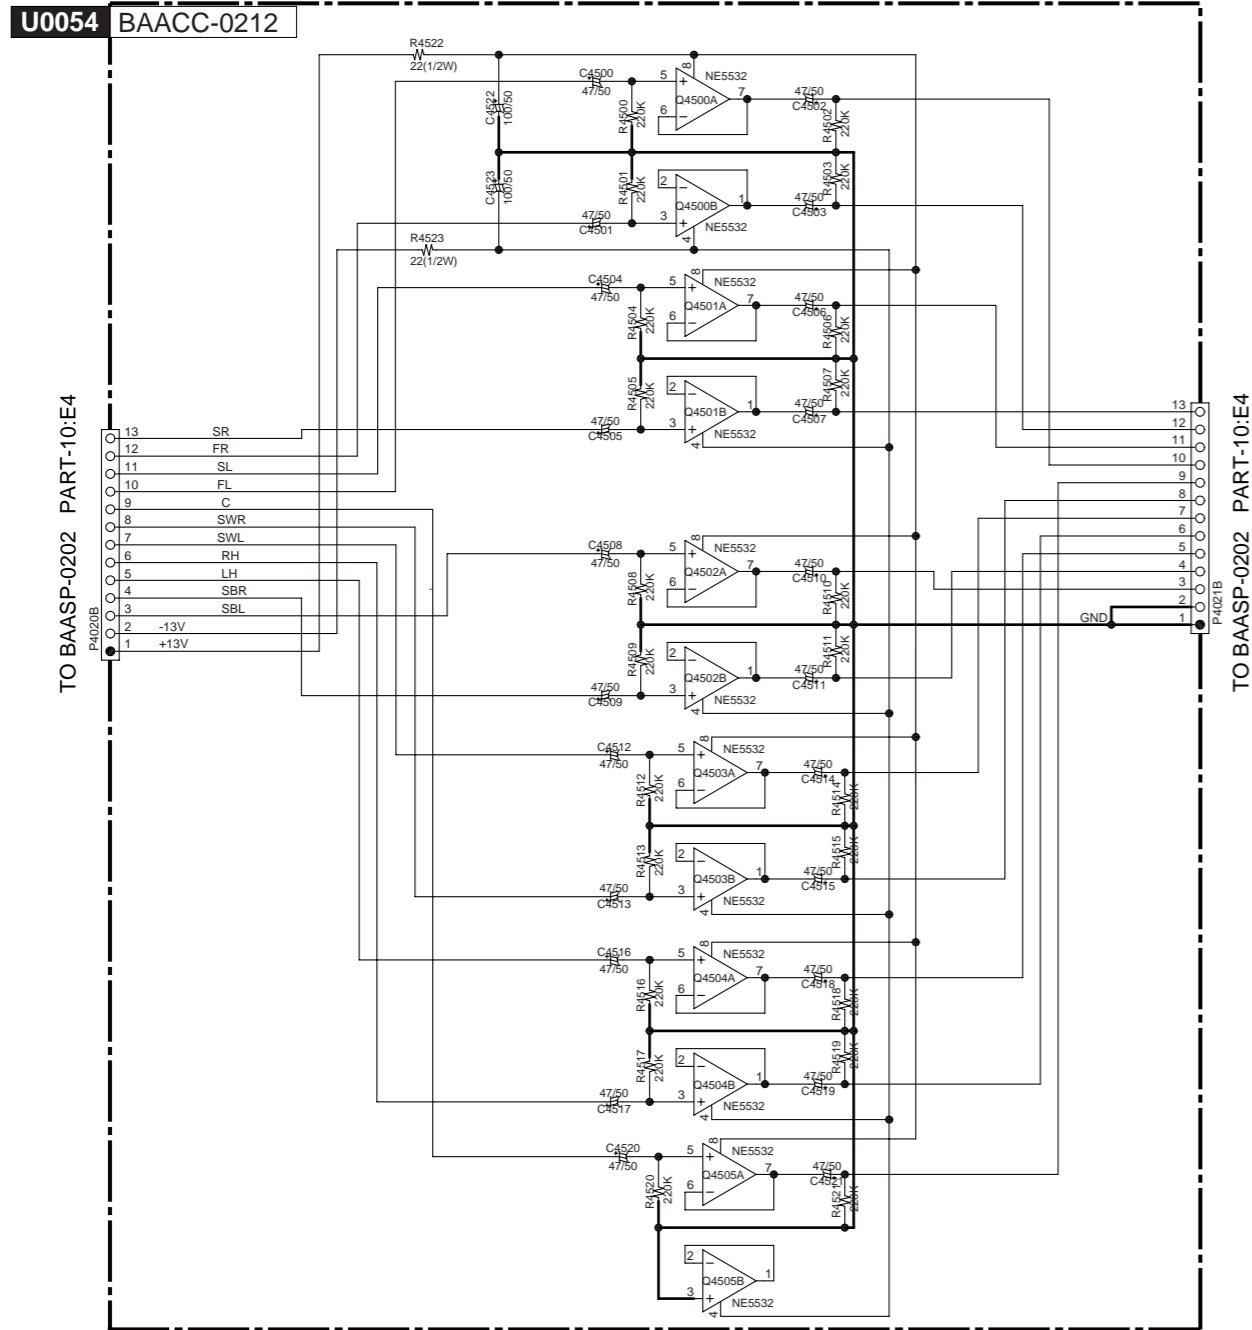 U0054 BAACC-0212
R4522
22(1/2W)
C4522
100/50
C4523
100/50
R4523
22(1/2W)
C4500
47/50
R4500
220K
5
6
7
8
Q4500A
NE5532
47/50
C4502
R4502
220K
R4501
220K
47/50
C4501
2
3
1
4
Q4500B
NE5532
47/50
C4503
R4503
220K
C4504
47/50
R4504
220K
5
6
7
8
Q4501A
NE5532
47/50
C4506
R4506
220K
R4505
220K
47/50
C4505
2
3
1
4
Q4501B
NE5532
47/50
C4507
R4507
220K
TO BAASP-0202 PART-10:E4
P4020B
13 SR
12 FR
11 SL
10 FL
9 C
8 SWR
7 SWL
6 RH
5 LH
4 SBR
3 SBL
2 -13V
1 +13V
C4508
47/50
R4508
220K
5
6
7
8
Q4502A
NE5532
47/50
C4510
R4510
220K
R4509
220K
47/50
C4509
2
3
1
4
Q4502B
NE5532
47/50
C4511
R4511
220K
GND
13
12
11
10
9
8
7
6
5
4
3
2
1
P4021B
TO BAASP-0202 PART-10:E4
C4512
47/50
R4512
220K
5
6
7
8
Q4503A
NE5532
47/50
C4514
R4514
220K
R4513
220K
47/50
C4513
2
3
1
4
Q4503B
NE5532
47/50
C4515
R4515
220K
C4516
47/50
R4516
220K
5
6
7
8
Q4504A
NE5532
47/50
C4518
R4518
220K
R4517
220K
47/50
C4517
2
3
1
4
Q4504B
NE5532
47/50
C4519
R4519
220K
C4520
47/50
R4520
220K
5
6
7
8
Q4505A
NE5532
47/50
C4521
R4521
220K
2
3
1
4
Q4505B
NE5532